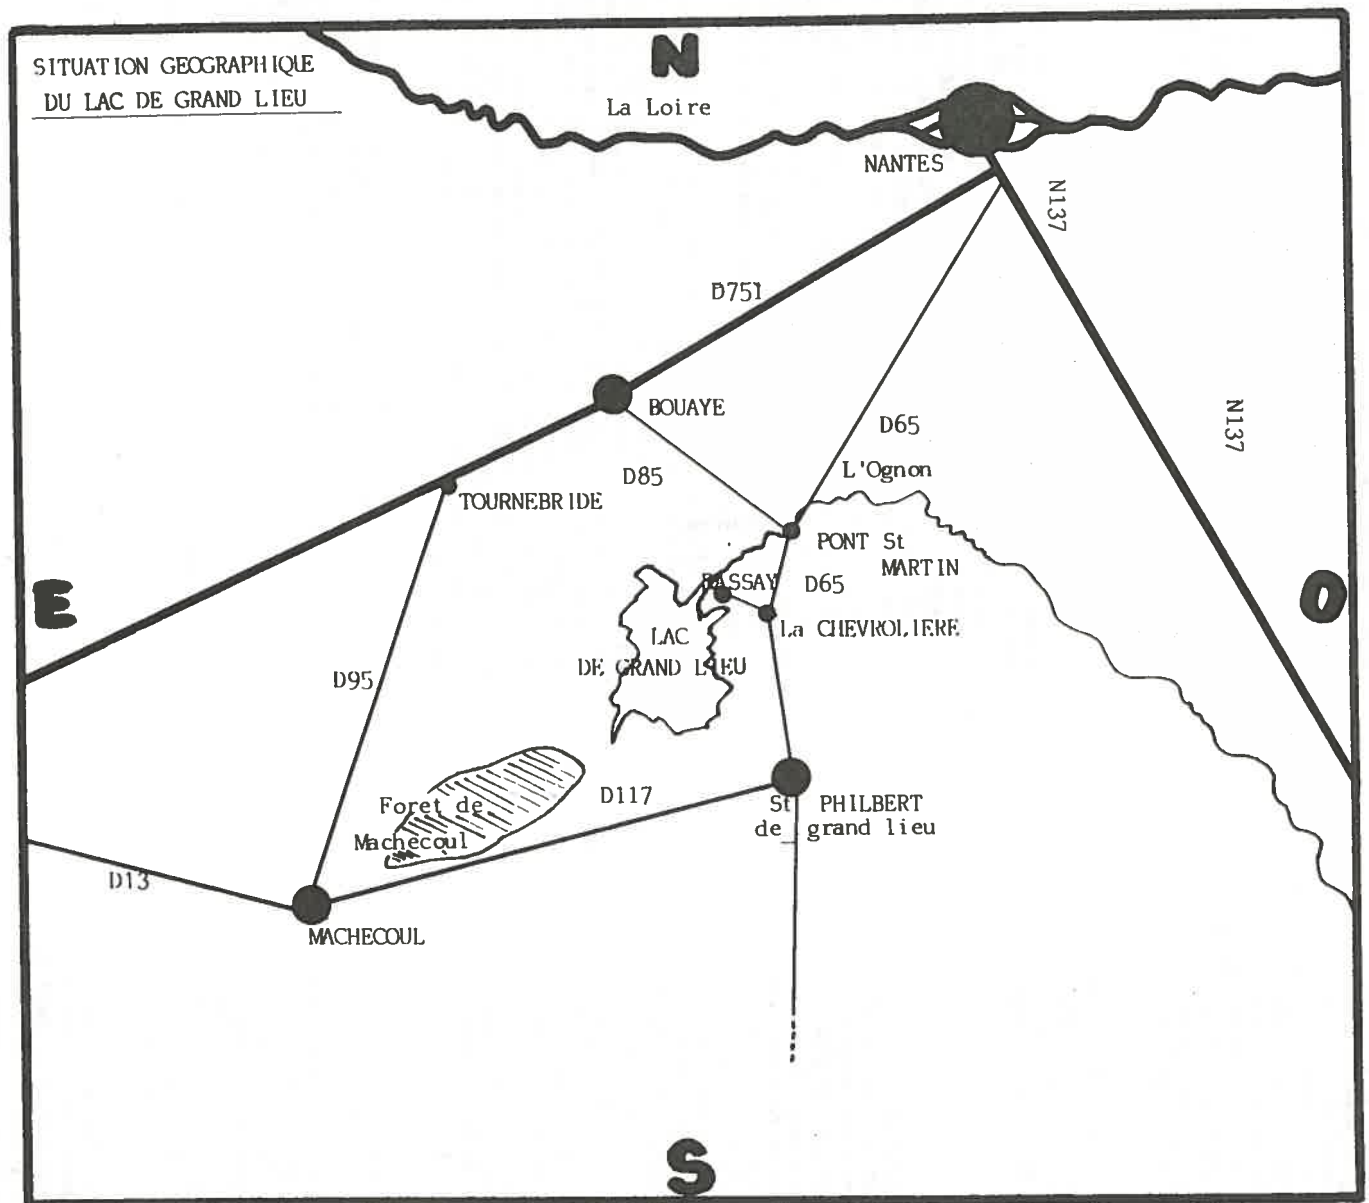 SITUATION GEOGRAPHIQUE
DU LAC DE GRAND LIEU
N
La Loire
NANTES
N137
D751
N137
BOUAYE
D65
D85
L'Ognon
TOURNEBRIDE
PONT St
MARTIN
PASSAY
D65
E
O
La CHEVROLIERE
LAC
DE GRAND LIEU
D95
D117
Foret de
Machecoul
St PHILBERT
de grand lieu
D13
MACHECOUL
S